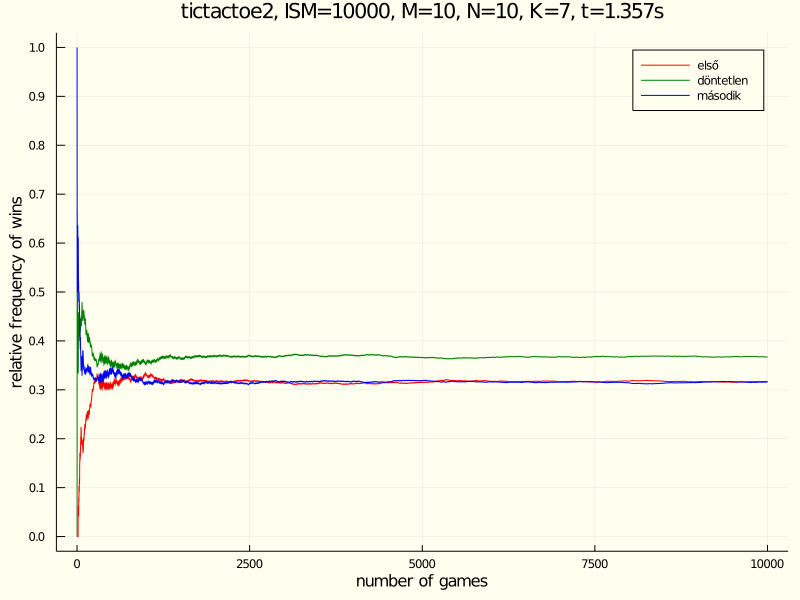 tictactoe2, ISM=10000, M=10, N=10, K=7, t=1.357s
első
döntetlen
második
relative frequency of wins
1.0
0.9
0.8
0.7
0.6
0.5
0.4
0.3
0.2
0.1
0.0
0
2500
5000
7500
10000
number of games